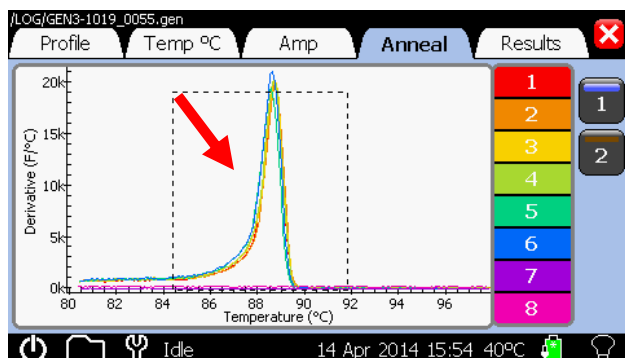 /LOG/GEN3-1019_0055.gen
Profile Temp ºC Amp Anneal Results
Derivative (F/°C)
20k
15k
10k
5k
0k
80 82 84 86 88 90 92 94 96
Temperature (°C)
1
2
3
4
5
6
7
8
1
2
Idle 14 Apr 2014 15:54 40ºC